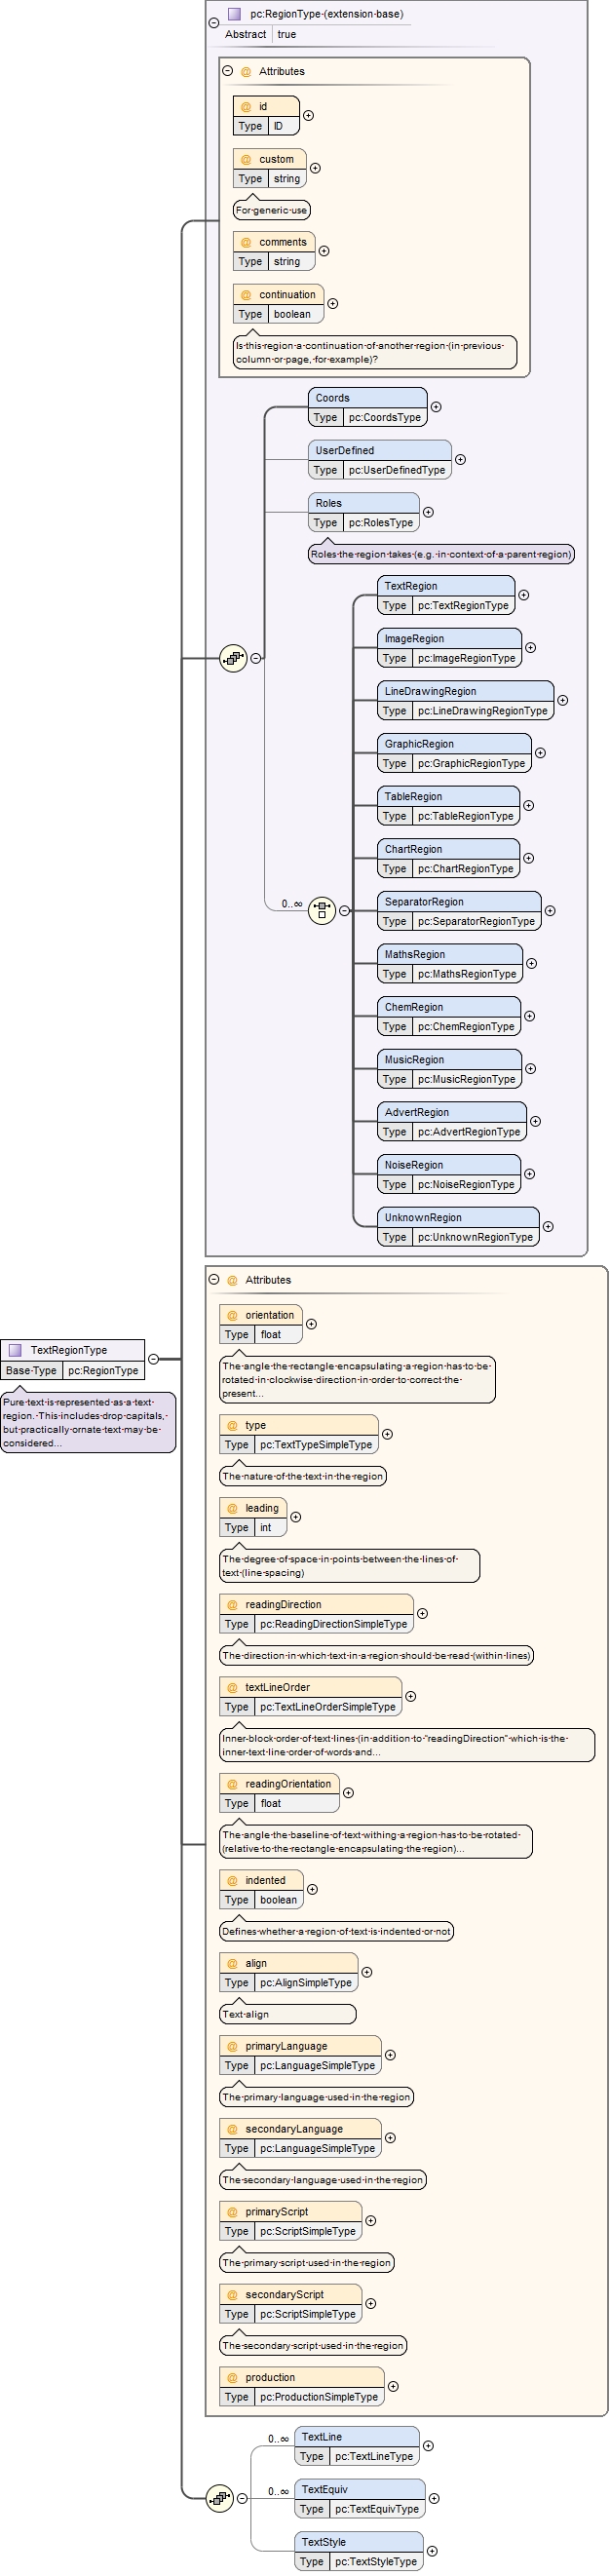 pc:RegionType (extension base)
Abstract true
@ Attributes
@ id
Type ID
@ custom
Type string
For generic use
@ comments
Type string
@ continuation
Type boolean
Is this region a continuation of another region (in previous
column or page, for example)?
Coords
Type pc:CoordsType
UserDefined
Type pc:UserDefinedType
Roles
Type pc:RolesType
Roles the region takes (e.g. in context of a parent region)
TextRegion
Type pc:TextRegionType
ImageRegion
Type pc:ImageRegionType
LineDrawingRegion
Type pc:LineDrawingRegionType
GraphicRegion
Type pc:GraphicRegionType
TableRegion
Type pc:TableRegionType
ChartRegion
Type pc:ChartRegionType
0..∞
SeparatorRegion
Type pc:SeparatorRegionType
MathsRegion
Type pc:MathsRegionType
ChemRegion
Type pc:ChemRegionType
MusicRegion
Type pc:MusicRegionType
AdvertRegion
Type pc:AdvertRegionType
NoiseRegion
Type pc:NoiseRegionType
UnknownRegion
Type pc:UnknownRegionType
TextRegionType
Base Type pc:RegionType
Pure text is represented as a text
region. This includes drop capitals,
but practically ornate text may be
considered...
@ Attributes
@ orientation
Type float
The angle the rectangle encapsulating a region has to be
rotated in clockwise direction in order to correct the
present...
@ type
Type pc:TextTypeSimpleType
The nature of the text in the region
@ leading
Type int
The degree of space in points between the lines of
text (line spacing)
@ readingDirection
Type pc:ReadingDirectionSimpleType
The direction in which text in a region should be read (within lines)
@ textLineOrder
Type pc:TextLineOrderSimpleType
Inner-block order of text lines (in addition to "readingDirection" which is the
inner-text line order of words and...
@ readingOrientation
Type float
The angle the baseline of text withing a region has to be rotated
(relative to the rectangle encapsulating the region)...
@ indented
Type boolean
Defines whether a region of text is indented or not
@ align
Type pc:AlignSimpleType
Text align
@ primaryLanguage
Type pc:LanguageSimpleType
The primary language used in the region
@ secondaryLanguage
Type pc:LanguageSimpleType
The secondary language used in the region
@ primaryScript
Type pc:ScriptSimpleType
The primary script used in the region
@ secondaryScript
Type pc:ScriptSimpleType
The secondary script used in the region
@ production
Type pc:ProductionSimpleType
0..∞
TextLine
Type pc:TextLineType
0..∞
TextEquiv
Type pc:TextEquivType
TextStyle
Type pc:TextStyleType